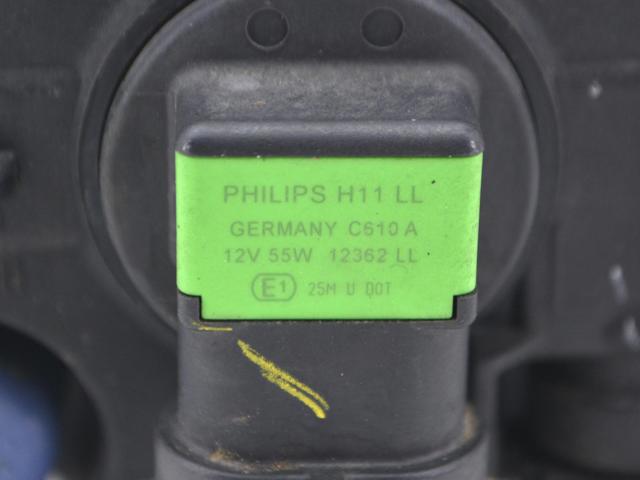 PHILIPS H11 LL
GERMANY C610 A
12V 55W 12362 LL
E1 25M U DOT